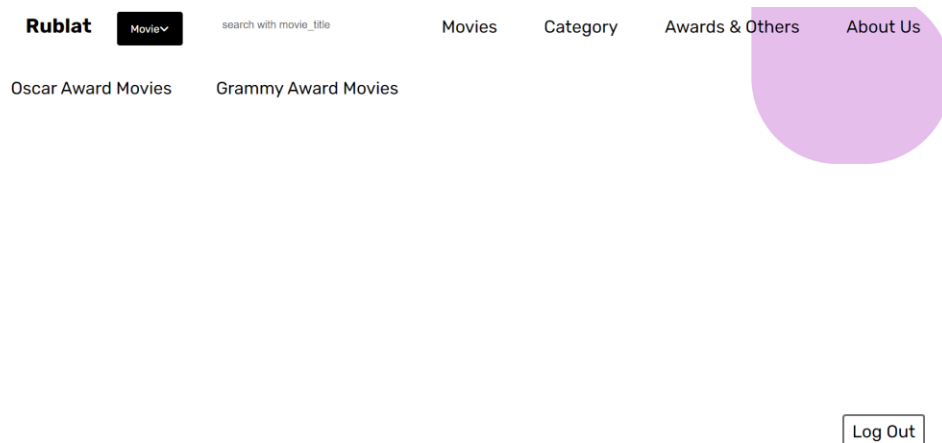 Rublat Movie search with movie_title Movies Category Awards & Others About Us
Oscar Award Movies Grammy Award Movies
Log Out